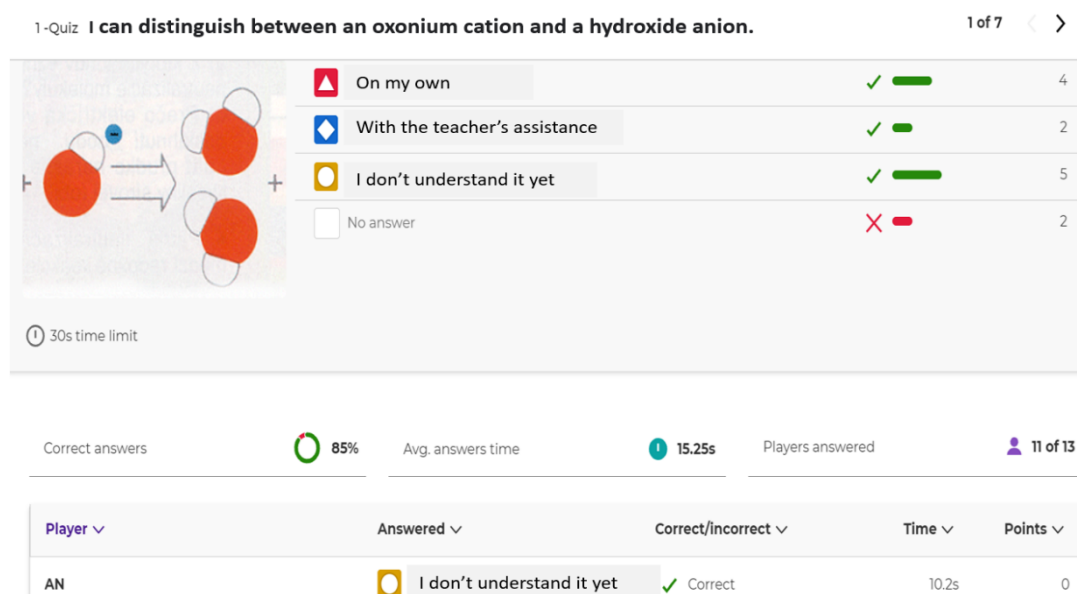 1-Quiz I can distinguish between an oxonium cation and a hydroxide anion.
1 of 7
On my own 4
With the teacher's assistance 2
I don't understand it yet 5
No answer 2
30s time limit
Correct answers 85% Avg. answers time 15.25s Players answered 11 of 13
Player Answered Correct/incorrect Time Points
AN I don't understand it yet Correct 10.2s 0